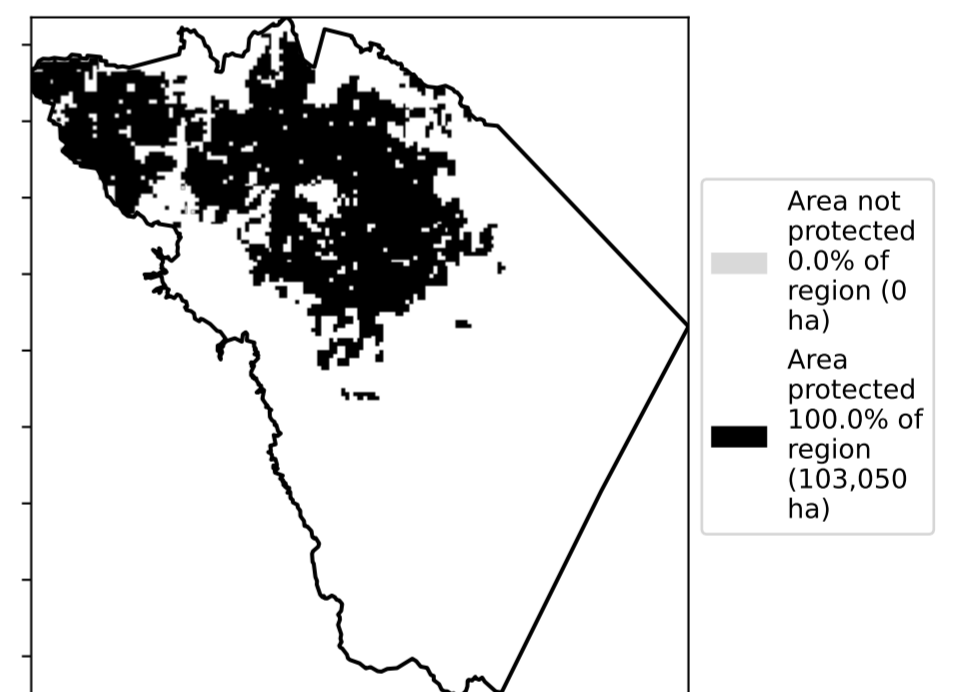 Area not
protected
0.0% of
region (0
ha)
Area
protected
100.0% of
region
(103,050
ha)